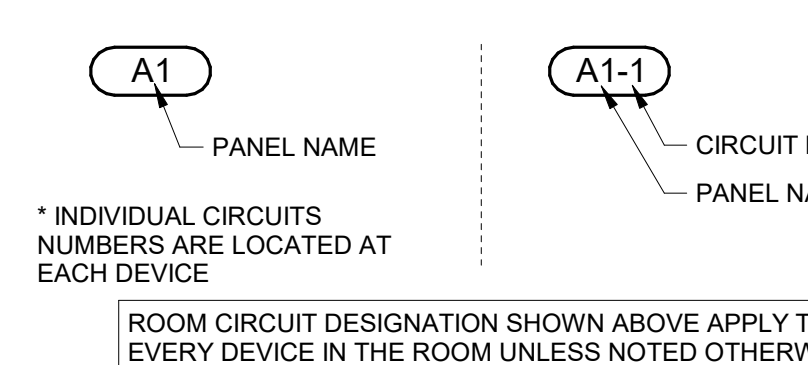 A1
PANEL NAME
* INDIVIDUAL CIRCUITS
NUMBERS ARE LOCATED AT
EACH DEVICE
A1-1
CIRCUIT
PANEL
ROOM CIRCUIT DESIGNATION SHOWN ABOVE APPLY
EVERY DEVICE IN THE ROOM UNLESS NOTED